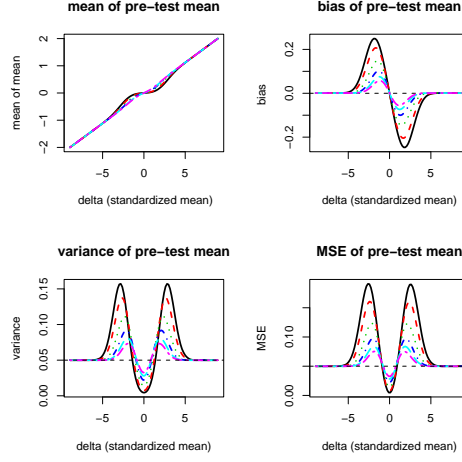 mean of pre-test mean
mean of mean
2
1
0
−1
−2
−5
0
5
delta (standardized mean)
bias of pre-test mean
bias
0.2
0.0
−0.2
−5
0
5
delta (standardized mean)
variance of pre-test mean
variance
0.15
0.10
0.05
0.00
−5
0
5
delta (standardized mean)
MSE of pre-test mean
MSE
0.10
0.00
−5
0
5
delta (standardized mean)